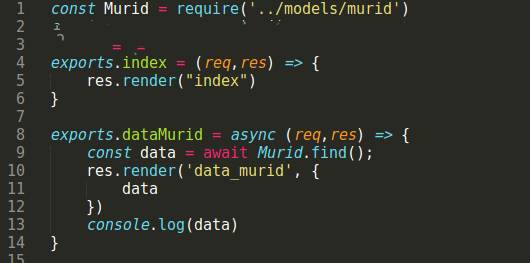 1 const Murid = require('../models/murid')
2
3
4 exports.index = (req,res) => {
5 res.render("index")
6 }
7
8 exports.dataMurid = async (req,res) => {
9 const data = await Murid.find();
10 res.render('data_murid', {
11 data
12 })
13 console.log(data)
14 }
15